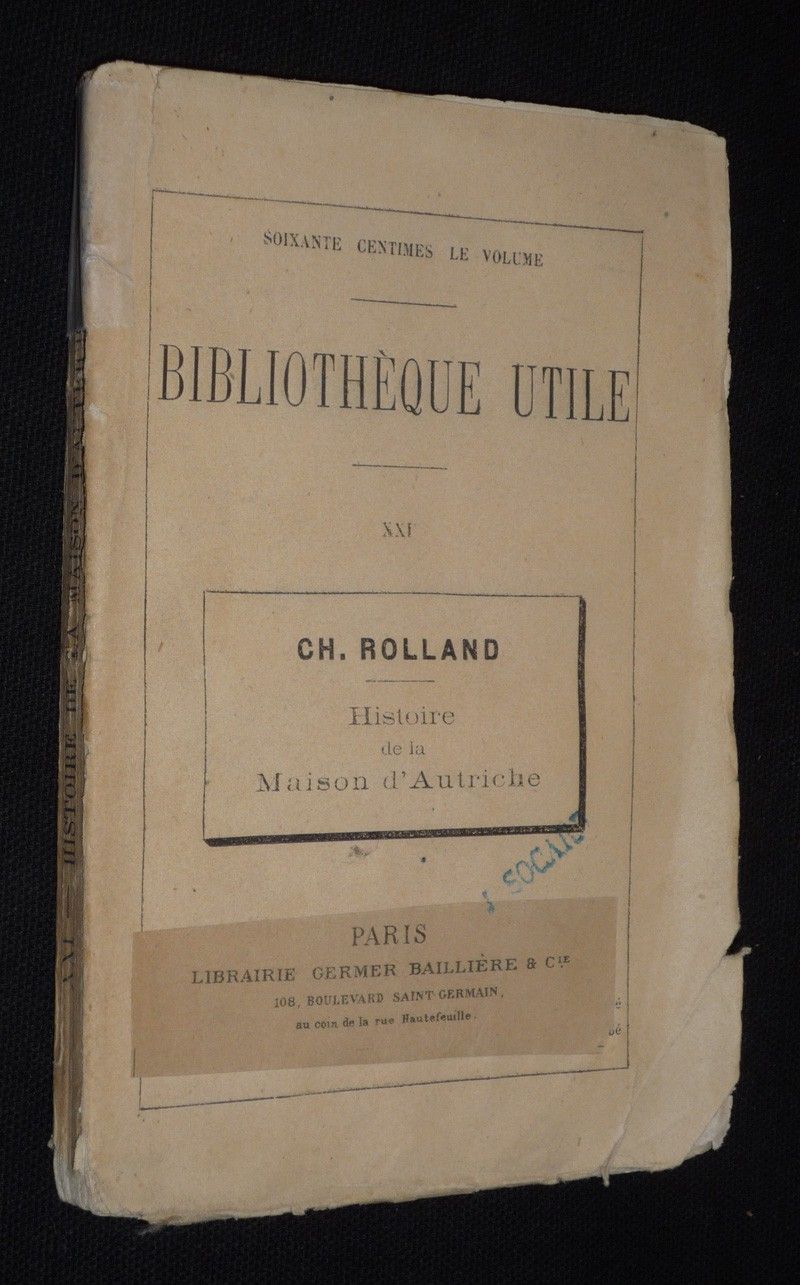 SOIXANTE CENTIMES LE VOLUME
BIBLIOTHÈQUE UTILE
XXI
CH. ROLLAND
Histoire
de la
Maison d'Autriche
PARIS
LIBRAIRIE GERMER BAILLIÈRE & CIE
108, BOULEVARD SAINT-GERMAIN,
au coin de la rue Hautefeuille.
XXI — HISTOIRE DE LA MAISON D'AUTRICHE